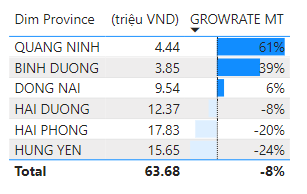 Dim Province (triệu VND) GROWRATE MT
QUANG NINH 4.44 61%
BINH DUONG 3.85 39%
DONG NAI 9.54 6%
HAI DUONG 12.37 -8%
HAI PHONG 17.83 -20%
HUNG YEN 15.65 -24%
Total 63.68 -8%